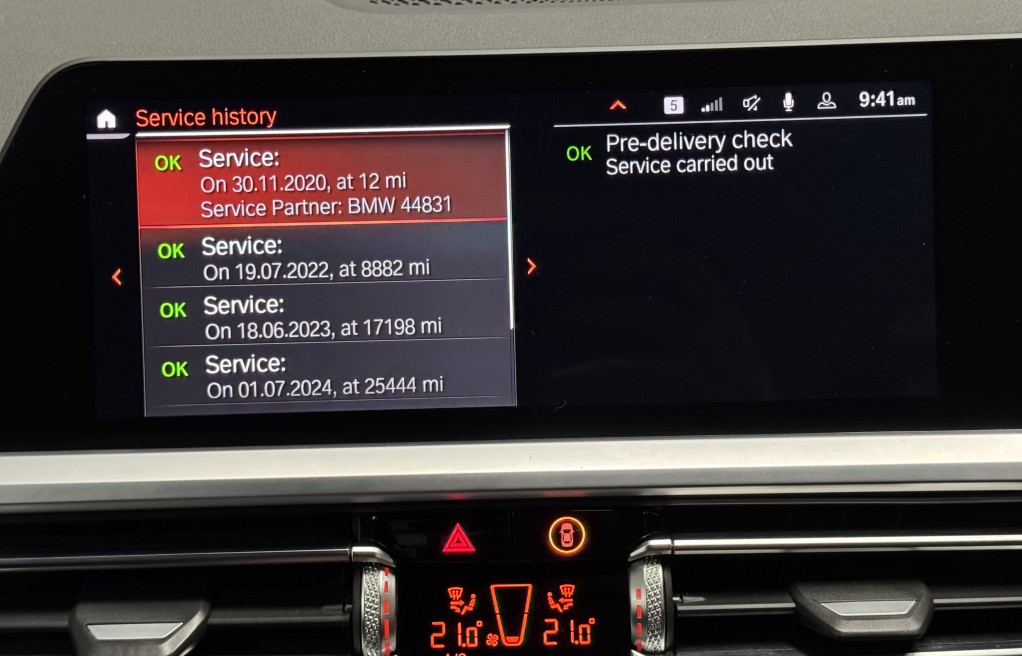 Service history
5
9:41am
OK Service:
On 30.11.2020, at 12 mi
Service Partner: BMW 44831
OK Service:
On 19.07.2022, at 8882 mi
OK Service:
On 18.06.2023, at 17198 mi
OK Service:
On 01.07.2024, at 25444 mi
OK Pre-delivery check
Service carried out
21.0° 21.0°